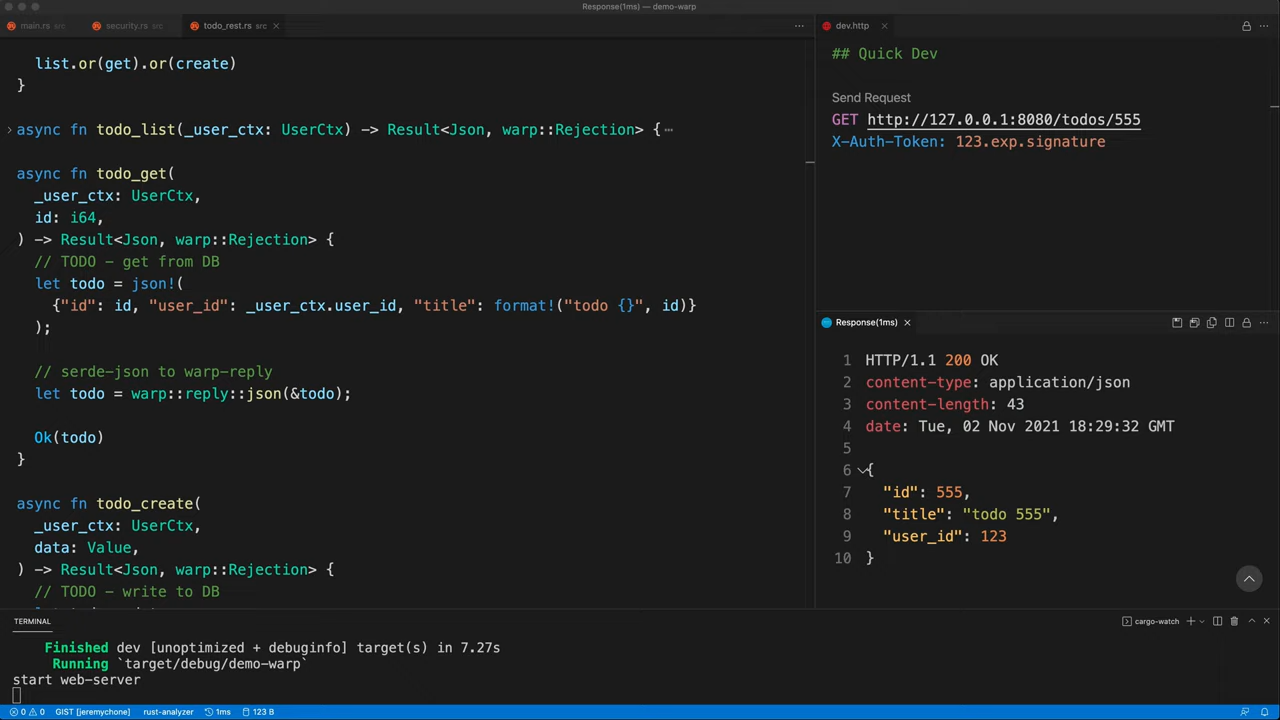 Response(1ms) — demo-warp
main.rs src
security.rs src
todo_rest.rs src
list.or(get).or(create)
}
async fn todo_list(_user_ctx: UserCtx) -> Result<Json, warp::Rejection> {⋯
async fn todo_get(
_user_ctx: UserCtx,
id: i64,
) -> Result<Json, warp::Rejection> {
// TODO - get from DB
let todo = json!(
{"id": id, "user_id": _user_ctx.user_id, "title": format!("todo {}", id)}
);
// serde-json to warp-reply
let todo = warp::reply::json(&todo);
Ok(todo)
}
async fn todo_create(
_user_ctx: UserCtx,
data: Value,
) -> Result<Json, warp::Rejection> {
// TODO - write to DB
dev.http
## Quick Dev
Send Request
GET http://127.0.0.1:8080/todos/555
X-Auth-Token: 123.exp.signature
Response(1ms)
1 HTTP/1.1 200 OK
2 content-type: application/json
3 content-length: 43
4 date: Tue, 02 Nov 2021 18:29:32 GMT
5
6 {
7 "id": 555,
8 "title": "todo 555",
9 "user_id": 123
10 }
TERMINAL
cargo-watch
Finished dev [unoptimized + debuginfo] target(s) in 7.27s
Running `target/debug/demo-warp`
start web-server
0 0 GIST [jeremychone] rust-analyzer 1ms 123 B